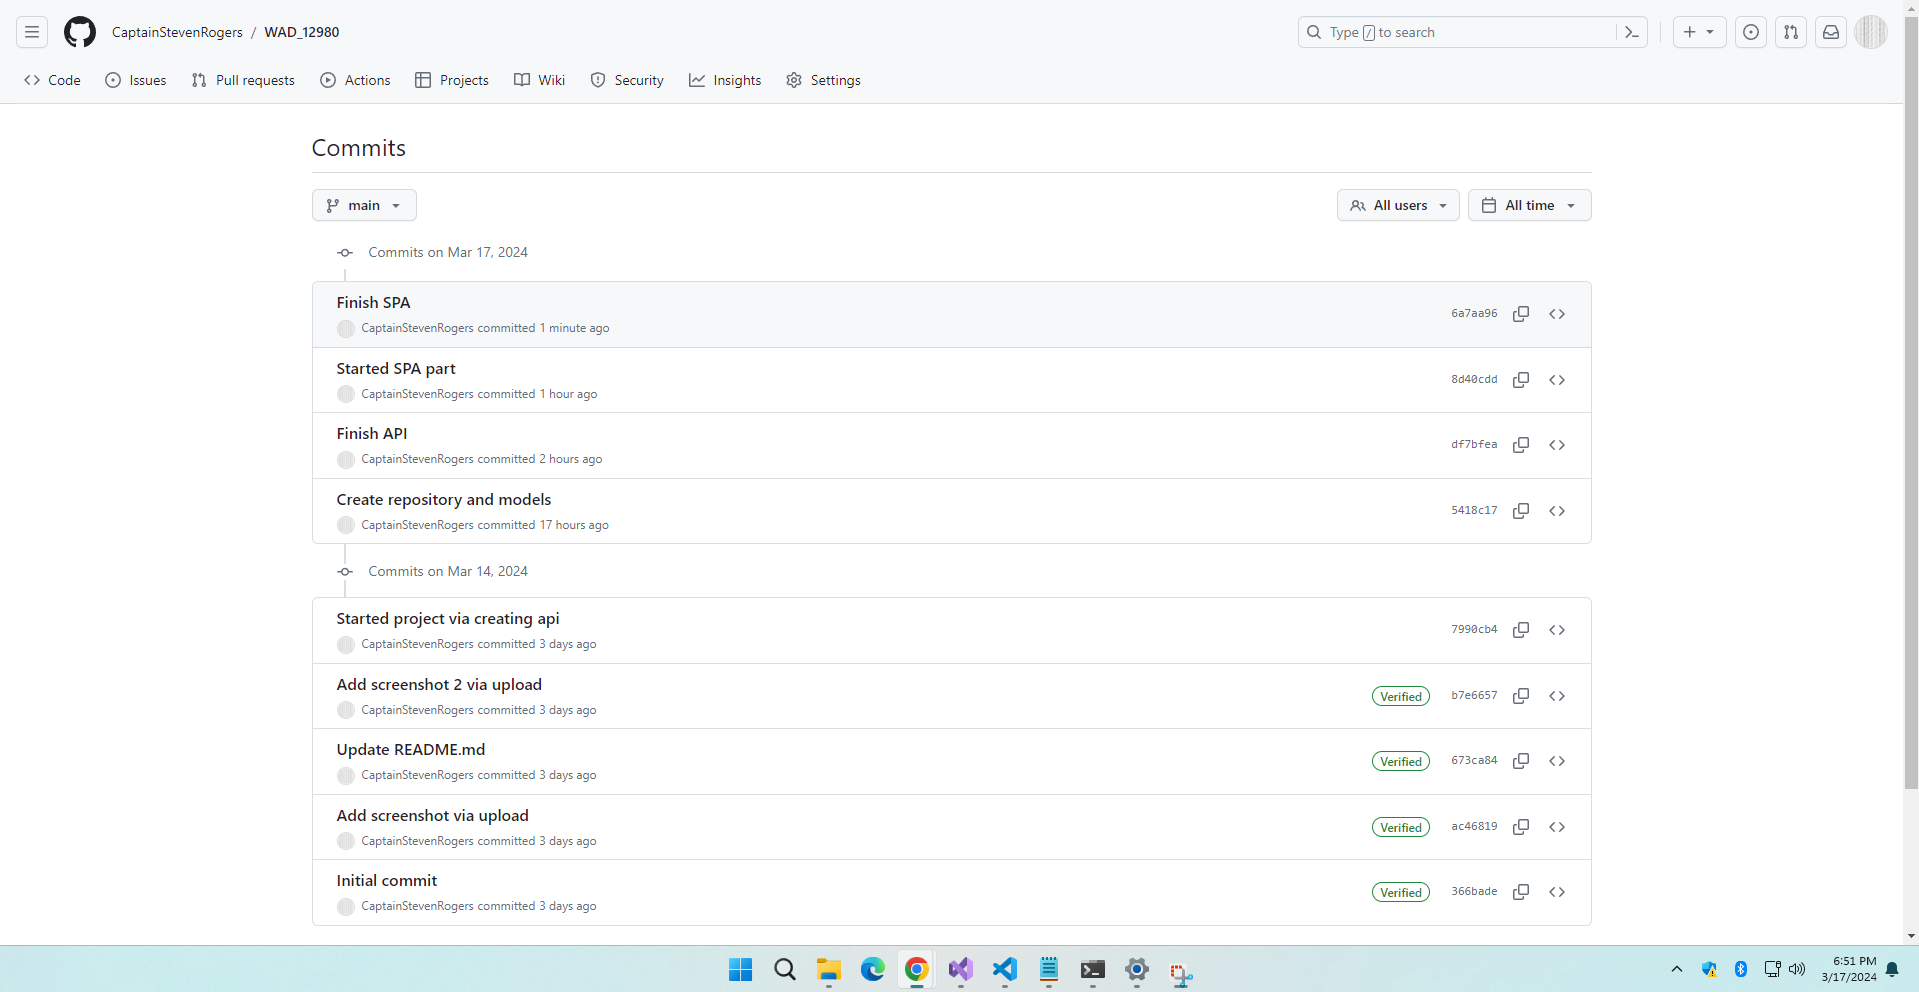 CaptainStevenRogers / WAD_12980
Type / to search
Code Issues Pull requests Actions Projects Wiki Security Insights Settings
Commits
main
All users All time
Commits on Mar 17, 2024
Finish SPA
CaptainStevenRogers committed 1 minute ago
6a7aa96
Started SPA part
CaptainStevenRogers committed 1 hour ago
8d40cdd
Finish API
CaptainStevenRogers committed 2 hours ago
df7bfea
Create repository and models
CaptainStevenRogers committed 17 hours ago
5418c17
Commits on Mar 14, 2024
Started project via creating api
CaptainStevenRogers committed 3 days ago
7990cb4
Add screenshot 2 via upload
CaptainStevenRogers committed 3 days ago
Verified b7e6657
Update README.md
CaptainStevenRogers committed 3 days ago
Verified 673ca84
Add screenshot via upload
CaptainStevenRogers committed 3 days ago
Verified ac46819
Initial commit
CaptainStevenRogers committed 3 days ago
Verified 366bade
6:51 PM
3/17/2024